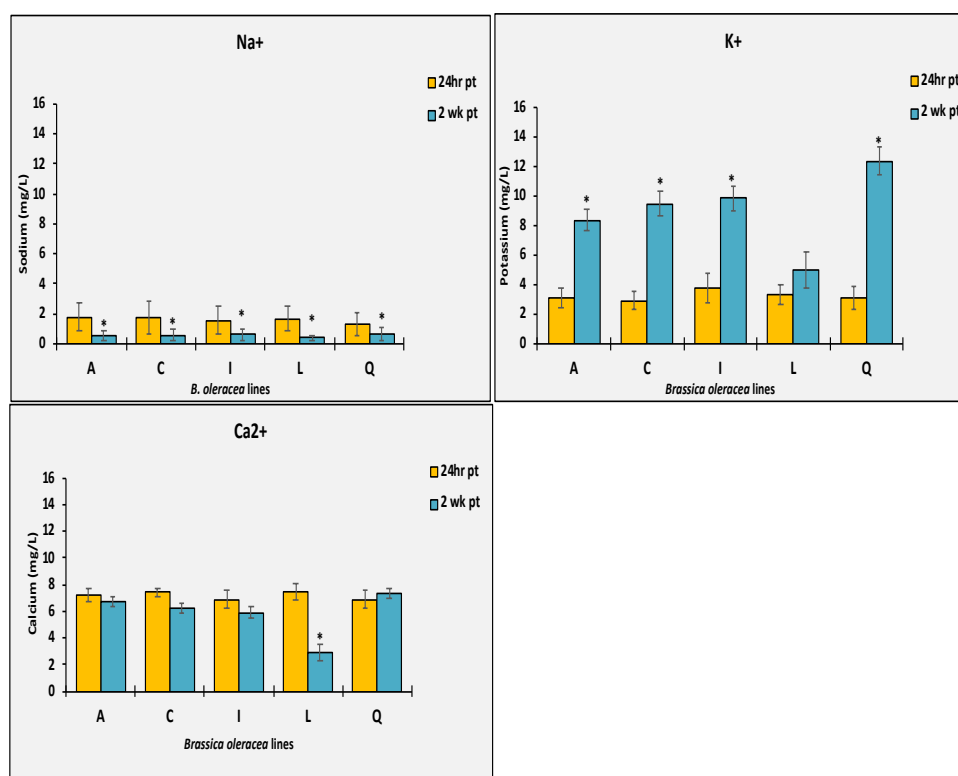 Na+
24hr pt
2 wk pt
16
14
12
10
8
6
4
2
0
Sodium (mg/L)
* * * * *
A C I L Q
B. oleracea lines
K+
24hr pt
2 wk pt
16
14
12
10
8
6
4
2
0
Potassium (mg/L)
* * * *
A C I L Q
Brassica oleracea lines
Ca2+
24hr pt
2 wk pt
16
14
12
10
8
6
4
2
0
Calcium (mg/L)
*
A C I L Q
Brassica oleracea lines